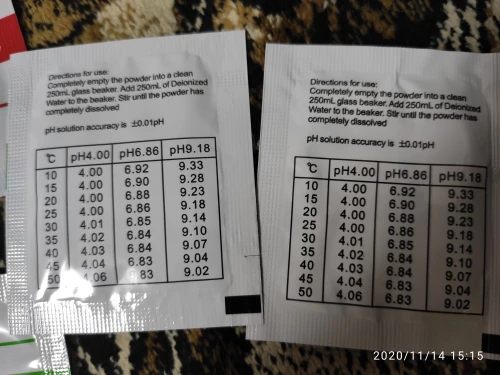 Directions for use:
Completely empty the powder into a clean
250mL glass beaker. Add 250mL of Deionized
Water to the beaker. Stir until the powder has
completely dissolved
pH solution accuracy is ±0.01pH
℃ pH4.00 pH6.86 pH9.18
10 4.00 6.92 9.33
15 4.00 6.90 9.28
20 4.00 6.88 9.23
25 4.00 6.86 9.18
30 4.01 6.85 9.14
35 4.02 6.84 9.10
40 4.03 6.84 9.07
45 4.04 6.83 9.04
50 4.06 6.83 9.02
Directions for use:
Completely empty the powder into a clean
250mL glass beaker. Add 250mL of Deionized
Water to the beaker. Stir until the powder has
completely dissolved
pH solution accuracy is ±0.01pH
℃ pH4.00 pH6.86 pH9.18
10 4.00 6.92 9.33
15 4.00 6.90 9.28
20 4.00 6.88 9.23
25 4.00 6.86 9.18
30 4.01 6.85 9.14
35 4.02 6.84 9.10
40 4.03 6.84 9.07
45 4.04 6.83 9.04
50 4.06 6.83 9.02
2020/11/14 15:15